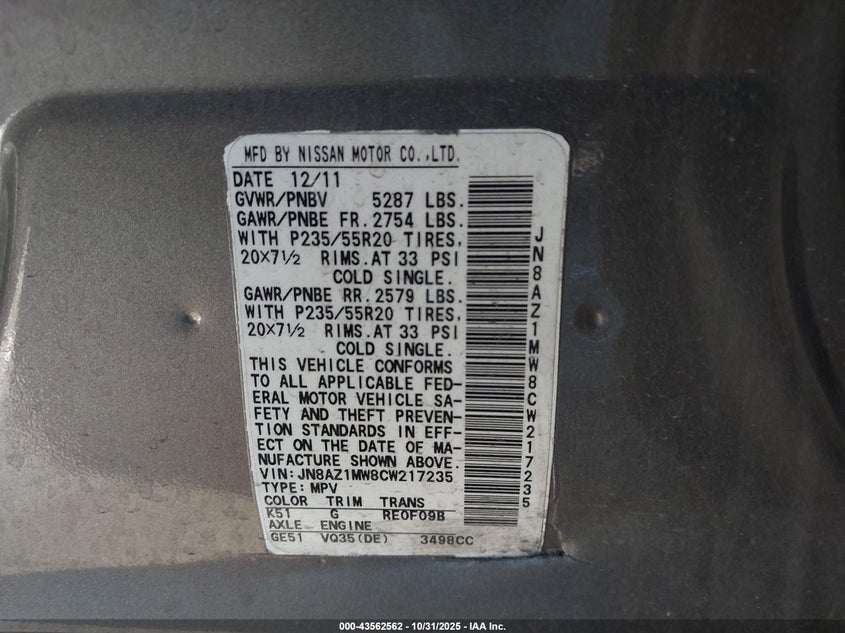 MFD BY NISSAN MOTOR CO.,LTD.
DATE 12/11
GVWR/PNBV 5287 LBS.
GAWR/PNBE FR. 2754 LBS.
WITH P235/55R20 TIRES,
20×7½ RIMS. AT 33 PSI
COLD SINGLE.
GAWR/PNBE RR. 2579 LBS.
WITH P235/55R20 TIRES,
20×7½ RIMS. AT 33 PSI
COLD SINGLE.
THIS VEHICLE CONFORMS
TO ALL APPLICABLE FED-
ERAL MOTOR VEHICLE SA-
FETY AND THEFT PREVEN-
TION STANDARDS IN EFF-
ECT ON THE DATE OF MA-
NUFACTURE SHOWN ABOVE.
VIN:JN8AZ1MW8CW217235
TYPE: MPV
COLOR TRIM TRANS
K51 G RE0F09B
AXLE ENGINE
GE51 VQ35(DE) 3498CC
JN8AZ1MW8CW217235
000-43562562 - 10/31/2025 - IAA Inc.